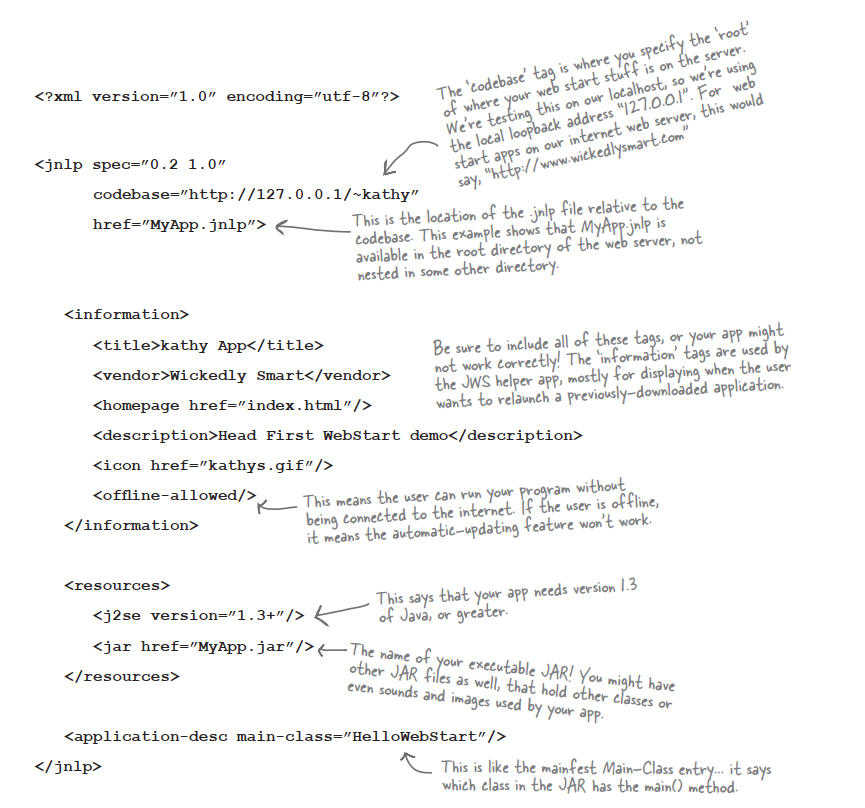 <?xml version="1.0" encoding="utf-8"?>
The 'codebase' tag is where you specify the 'root'
of where your web start stuff is on the server.
We're testing this on our localhost, so we're using
the local loopback address "127.0.0.1". For web
start apps on our internet web server, this would
say, "http://www.wickedlysmart.com"
<jnlp spec="0.2 1.0"
codebase="http://127.0.0.1/~kathy"
href="MyApp.jnlp">
This is the location of the .jnlp file relative to the
codebase. This example shows that MyApp.jnlp is
available in the root directory of the web server, not
nested in some other directory.
<information>
<title>kathy App</title>
<vendor>Wickedly Smart</vendor>
<homepage href="index.html"/>
<description>Head First WebStart demo</description>
<icon href="kathys.gif"/>
<offline-allowed/>
</information>
Be sure to include all of these tags, or your app might
not work correctly! The 'information' tags are used by
the JWS helper app, mostly for displaying when the user
wants to relaunch a previously-downloaded application.
This means the user can run your program without
being connected to the internet. If the user is offline,
it means the automatic-updating feature won't work.
<resources>
<j2se version="1.3+"/>
This says that your app needs version 1.3
of Java, or greater.
<jar href="MyApp.jar"/>
The name of your executable JAR! You might have
other JAR files as well, that hold other classes or
even sounds and images used by your app.
</resources>
<application-desc main-class="HelloWebStart"/>
</jnlp>
This is like the mainfest Main-Class entry... it says
which class in the JAR has the main() method.